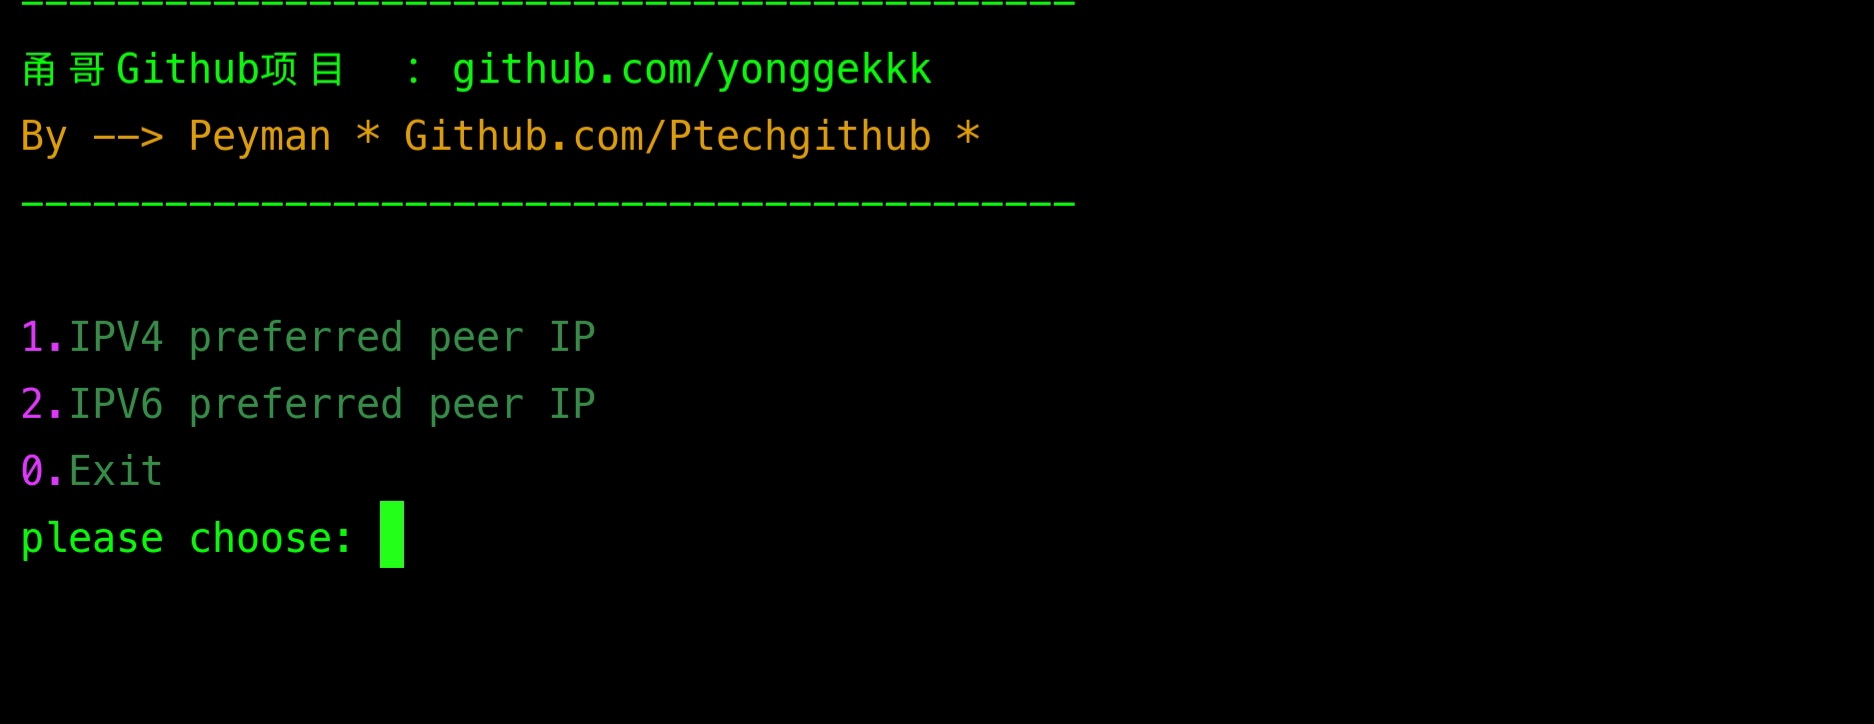 甬哥Github项目 : github.com/yonggekkk
By --> Peyman * Github.com/Ptechgithub *
1.IPV4 preferred peer IP
2.IPV6 preferred peer IP
0.Exit
please choose: